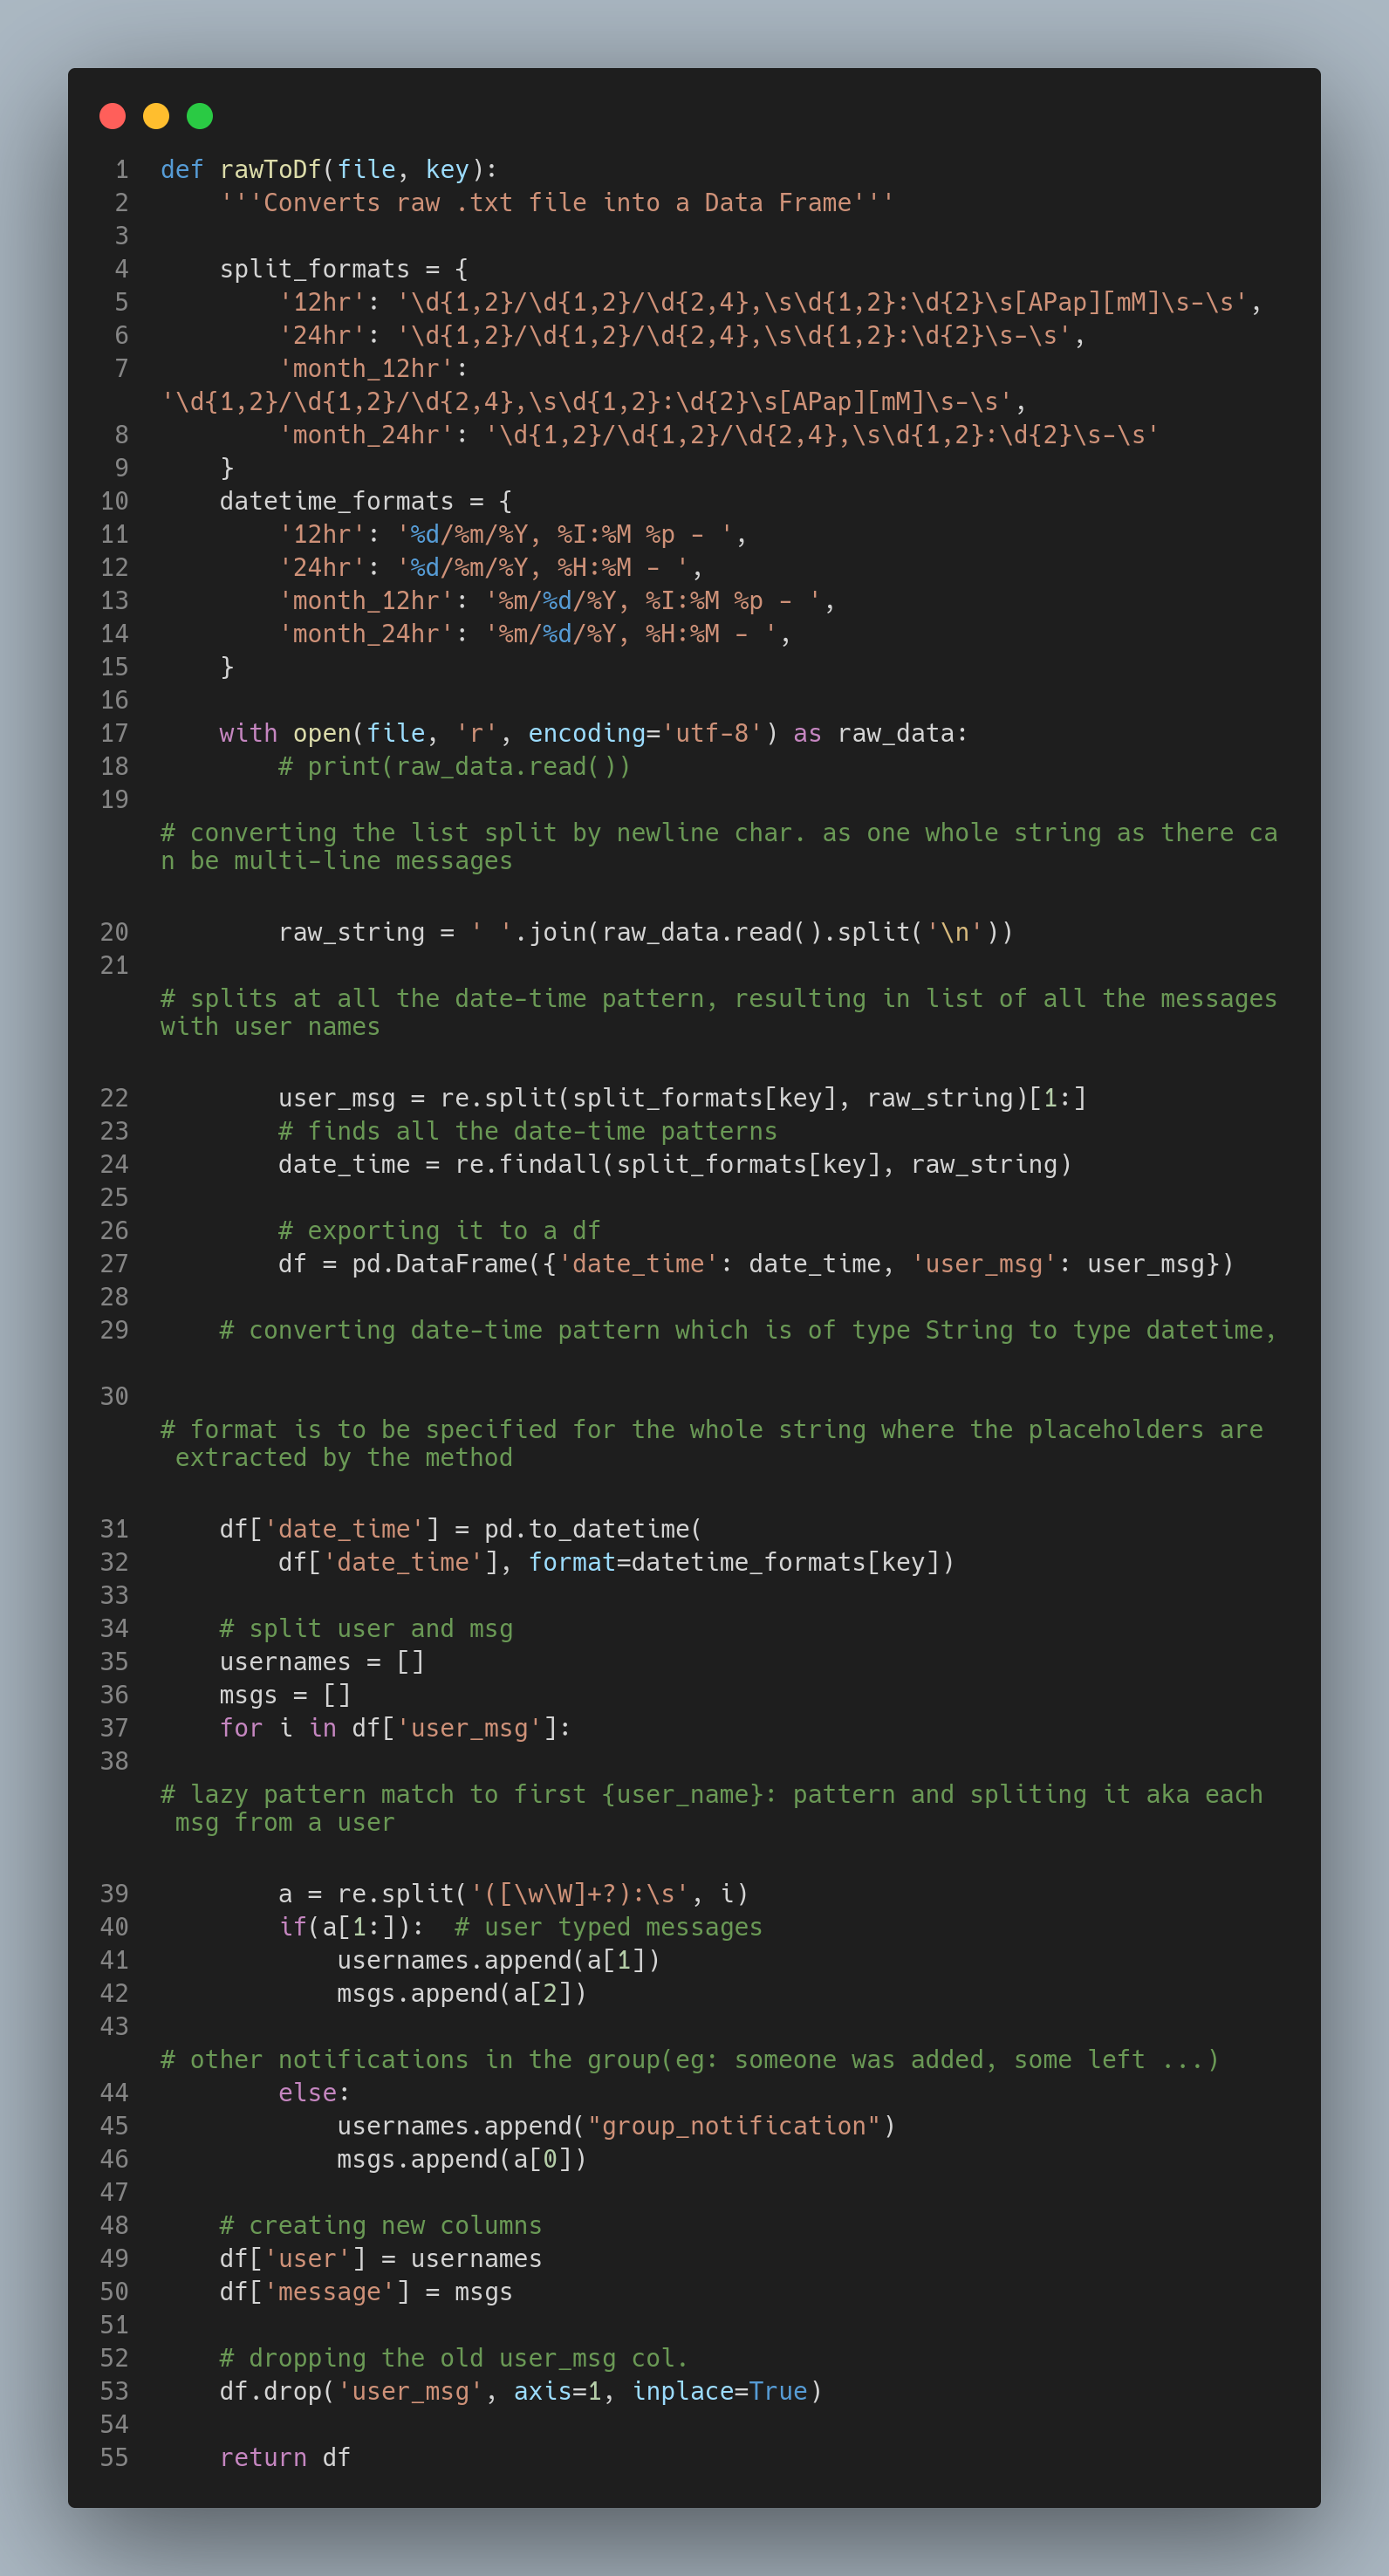 1 def rawToDf(file, key):
2     '''Converts raw .txt file into a Data Frame'''
3
4     split_formats = {
5         '12hr': '\d{1,2}/\d{1,2}/\d{2,4},\s\d{1,2}:\d{2}\s[APap][mM]\s-\s',
6         '24hr': '\d{1,2}/\d{1,2}/\d{2,4},\s\d{1,2}:\d{2}\s-\s',
7         'month_12hr':
'\d{1,2}/\d{1,2}/\d{2,4},\s\d{1,2}:\d{2}\s[APap][mM]\s-\s',
8         'month_24hr': '\d{1,2}/\d{1,2}/\d{2,4},\s\d{1,2}:\d{2}\s-\s'
9     }
10     datetime_formats = {
11         '12hr': '%d/%m/%Y, %I:%M %p - ',
12         '24hr': '%d/%m/%Y, %H:%M - ',
13         'month_12hr': '%m/%d/%Y, %I:%M %p - ',
14         'month_24hr': '%m/%d/%Y, %H:%M - ',
15     }
16
17     with open(file, 'r', encoding='utf-8') as raw_data:
18         # print(raw_data.read())
19
# converting the list split by newline char. as one whole string as there ca
n be multi-line messages
20         raw_string = ' '.join(raw_data.read().split('\n'))
21
# splits at all the date-time pattern, resulting in list of all the messages
with user names
22         user_msg = re.split(split_formats[key], raw_string)[1:]
23         # finds all the date-time patterns
24         date_time = re.findall(split_formats[key], raw_string)
25
26         # exporting it to a df
27         df = pd.DataFrame({'date_time': date_time, 'user_msg': user_msg})
28
29     # converting date-time pattern which is of type String to type datetime,
30
# format is to be specified for the whole string where the placeholders are
 extracted by the method
31     df['date_time'] = pd.to_datetime(
32         df['date_time'], format=datetime_formats[key])
33
34     # split user and msg
35     usernames = []
36     msgs = []
37     for i in df['user_msg']:
38
# lazy pattern match to first {user_name}: pattern and spliting it aka each
 msg from a user
39         a = re.split('([\w\W]+?):\s', i)
40         if(a[1:]):  # user typed messages
41             usernames.append(a[1])
42             msgs.append(a[2])
43
# other notifications in the group(eg: someone was added, some left ...)
44         else:
45             usernames.append("group_notification")
46             msgs.append(a[0])
47
48     # creating new columns
49     df['user'] = usernames
50     df['message'] = msgs
51
52     # dropping the old user_msg col.
53     df.drop('user_msg', axis=1, inplace=True)
54
55     return df